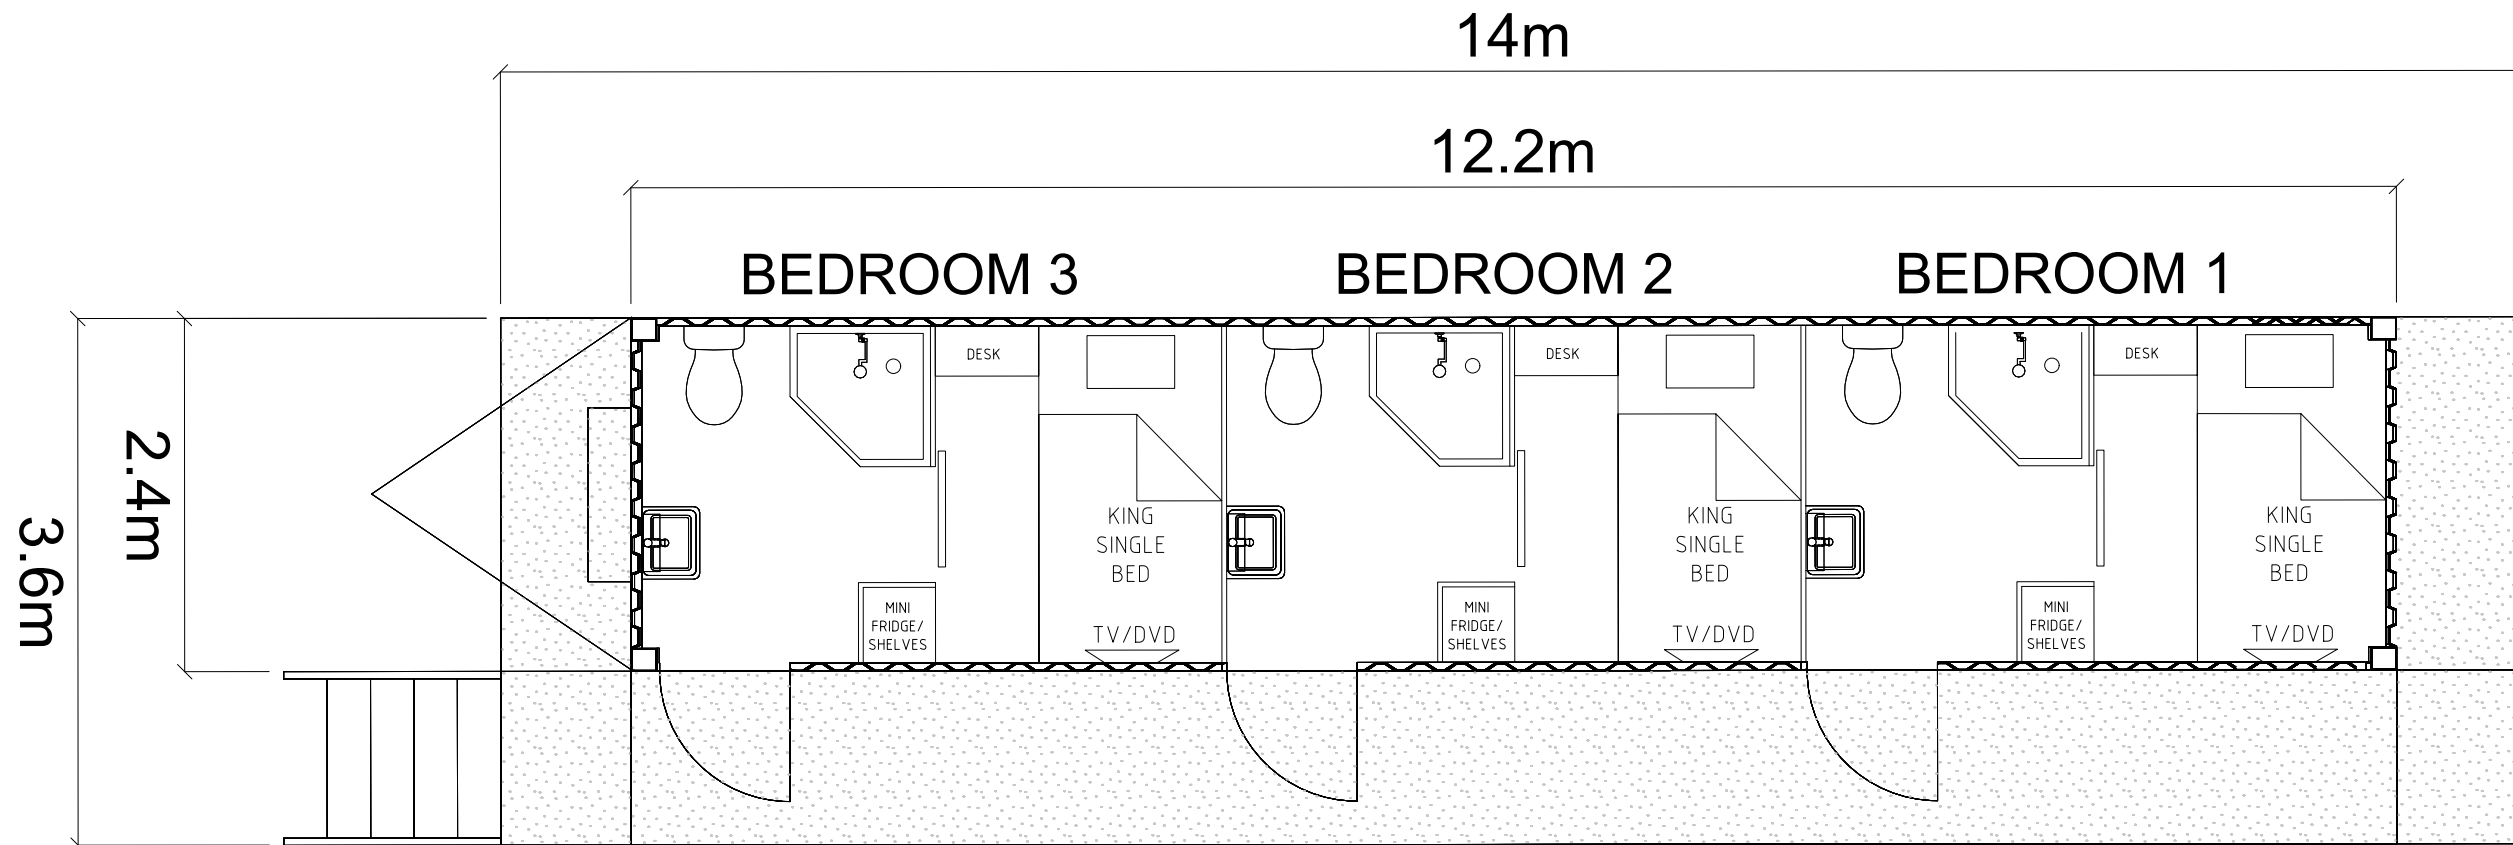 14m
12.2m
BEDROOM 3
BEDROOM 2
BEDROOM 1
2.4m
3.6m
DESK
KING
SINGLE
BED
TV/DVD
MINI
FRIDGE/
SHELVES
DESK
KING
SINGLE
BED
TV/DVD
MINI
FRIDGE/
SHELVES
DESK
KING
SINGLE
BED
TV/DVD
MINI
FRIDGE/
SHELVES